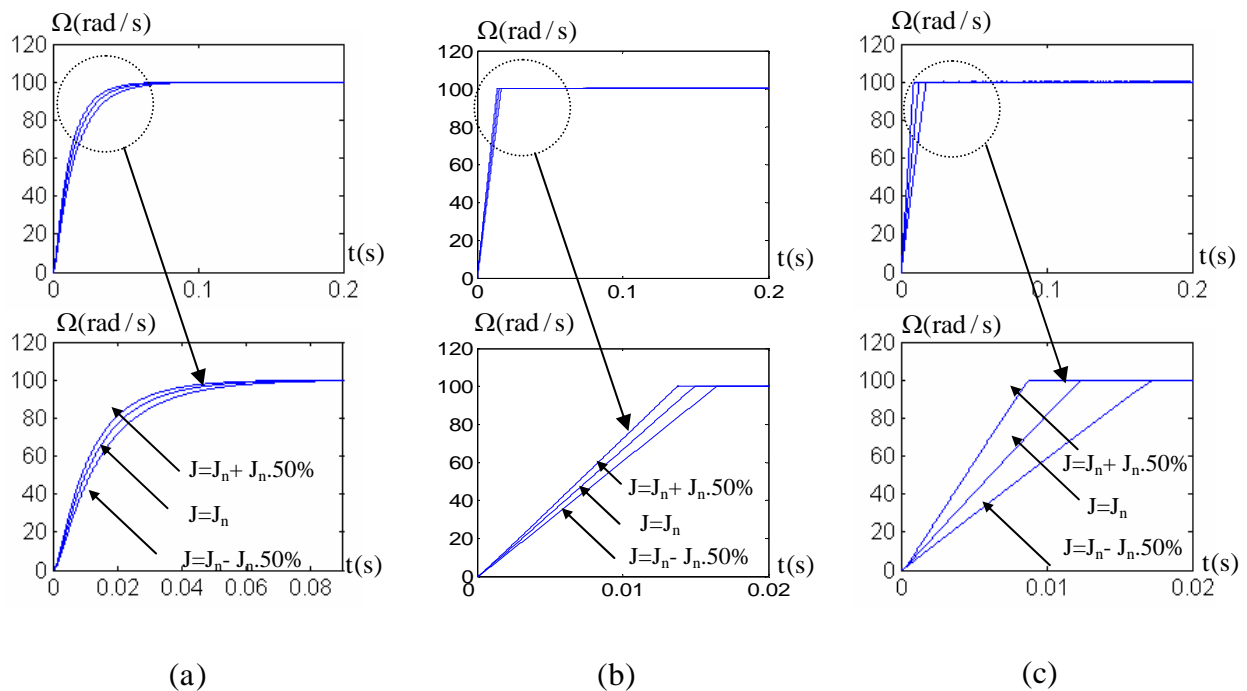 Ω(rad / s)
120
100
80
60
40
20
0
0
0.1
0.2
t(s)
Ω(rad / s)
120
100
80
60
40
20
0
0
0.1
0.2
t(s)
Ω(rad / s)
120
100
80
60
40
20
0
0
0.1
0.2
t(s)
Ω(rad / s)
120
100
80
60
40
20
0
0
0.02
0.04
0.06
0.08
t(s)
J=Jn+ Jn.50%
J=Jn
J=Jn- Jn.50%
Ω(rad / s)
120
100
80
60
40
20
0
0
0.01
0.02
t(s)
J=Jn+ Jn.50%
J=Jn
J=Jn- Jn.50%
Ω(rad / s)
120
100
80
60
40
20
0
0
0.01
0.02
t(s)
J=Jn+ Jn.50%
J=Jn
J=Jn- Jn.50%
(a)
(b)
(c)